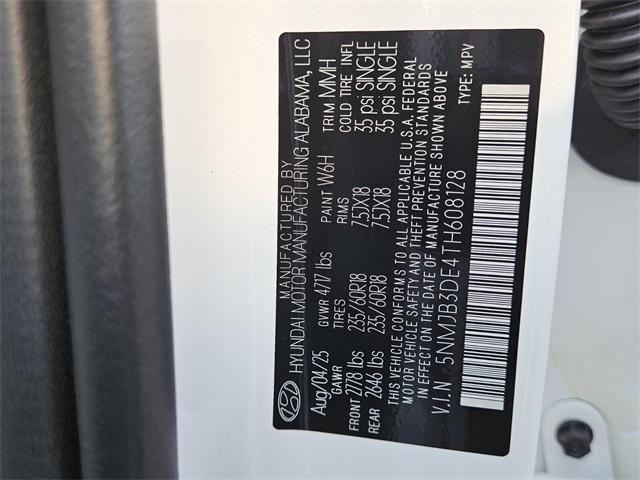 MANUFACTURED BY
HYUNDAI MOTOR MANUFACTURING ALABAMA, LLC
Aug/04/25 GVWR 4717 lbs PAINT W6H TRIM MMH
GAWR TIRES RIMS COLD TIRE INFL
FRONT 2778 lbs 235/60R18 7.5JX18 35 psi SINGLE
REAR 2646 lbs 235/60R18 7.5JX18 35 psi SINGLE
THIS VEHICLE CONFORMS TO ALL APPLICABLE U.S.A. FEDERAL
MOTOR VEHICLE SAFETY AND THEFT PREVENTION STANDARDS
IN EFFECT ON THE DATE OF MANUFACTURE SHOWN ABOVE
V.I.N 5NMJB3DE4TH608128 TYPE: MPV